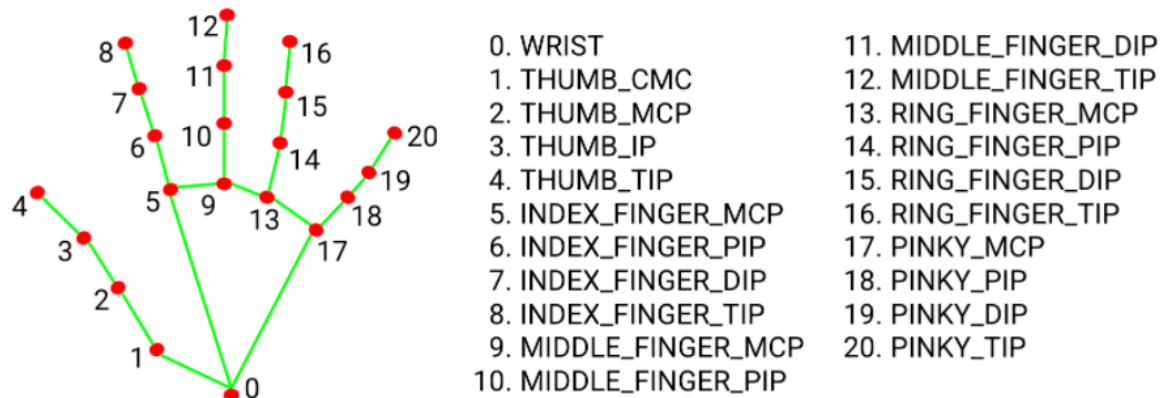 12
8
16
11
7
15
10
20
6
14
19
4
5
9
13
18
3
17
2
1
0
0. WRIST
1. THUMB_CMC
2. THUMB_MCP
3. THUMB_IP
4. THUMB_TIP
5. INDEX_FINGER_MCP
6. INDEX_FINGER_PIP
7. INDEX_FINGER_DIP
8. INDEX_FINGER_TIP
9. MIDDLE_FINGER_MCP
10. MIDDLE_FINGER_PIP
11. MIDDLE_FINGER_DIP
12. MIDDLE_FINGER_TIP
13. RING_FINGER_MCP
14. RING_FINGER_PIP
15. RING_FINGER_DIP
16. RING_FINGER_TIP
17. PINKY_MCP
18. PINKY_PIP
19. PINKY_DIP
20. PINKY_TIP